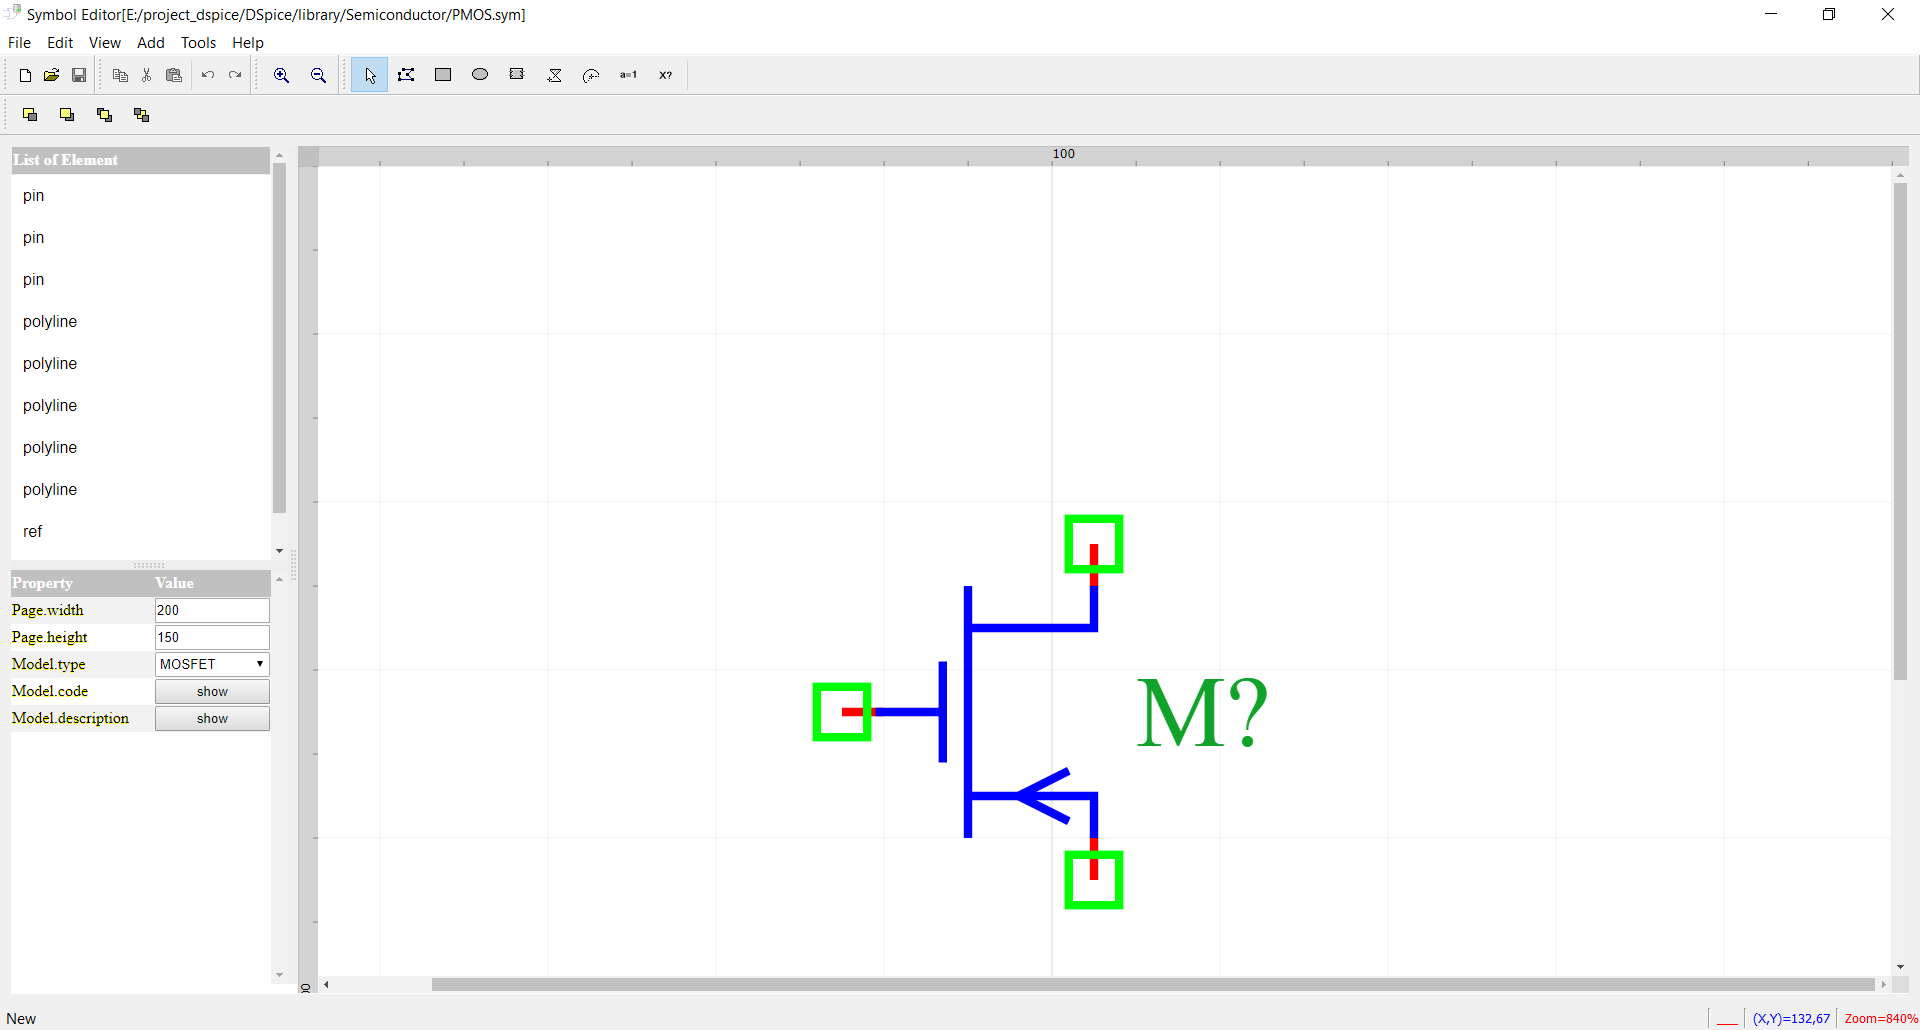 Symbol Editor[E:/project_dspice/DSpice/library/Semiconductor/PMOS.sym]
File Edit View Add Tools Help
a=1 X?
List of Element
pin
pin
pin
polyline
polyline
polyline
polyline
polyline
ref
Property Value
Page.width 200
Page.height 150
Model.type MOSFET
Model.code show
Model.description show
100
M?
New
(X,Y)=132,67 Zoom=840%